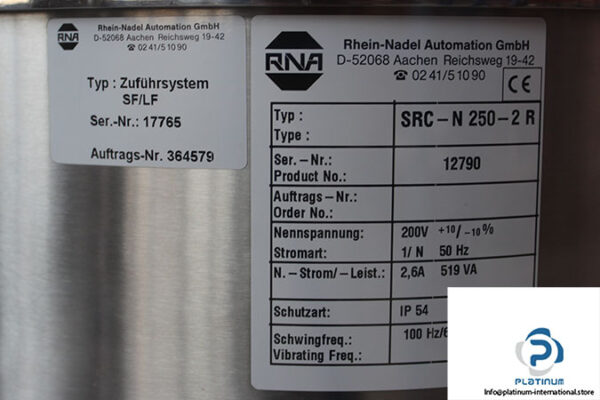 RNA
Rhein-Nadel Automation GmbH
D-52068 Aachen Reichsweg 19-42
☎ 02 41/5 10 90
Typ : Zuführsystem
SF/LF
Ser.-Nr.: 17765
Auftrags-Nr. 364579
RNA
Rhein-Nadel Automation GmbH
D-52068 Aachen Reichsweg 19-42
☎ 02 41/5 10 90
CE
Typ : SRC-N 250-2 R
Type :
Ser.-Nr.: 12790
Product No.:
Auftrags-Nr.:
Order No.:
Nennspannung: 200V +10/-10%
Stromart: 1/ N 50 Hz
N.-Strom/-Leist.: 2,6A 519 VA
Schutzart: IP 54
Schwingfreq.: 100 Hz/
Vibrating Freq.:
PLATINUM
https://platinum-international.store